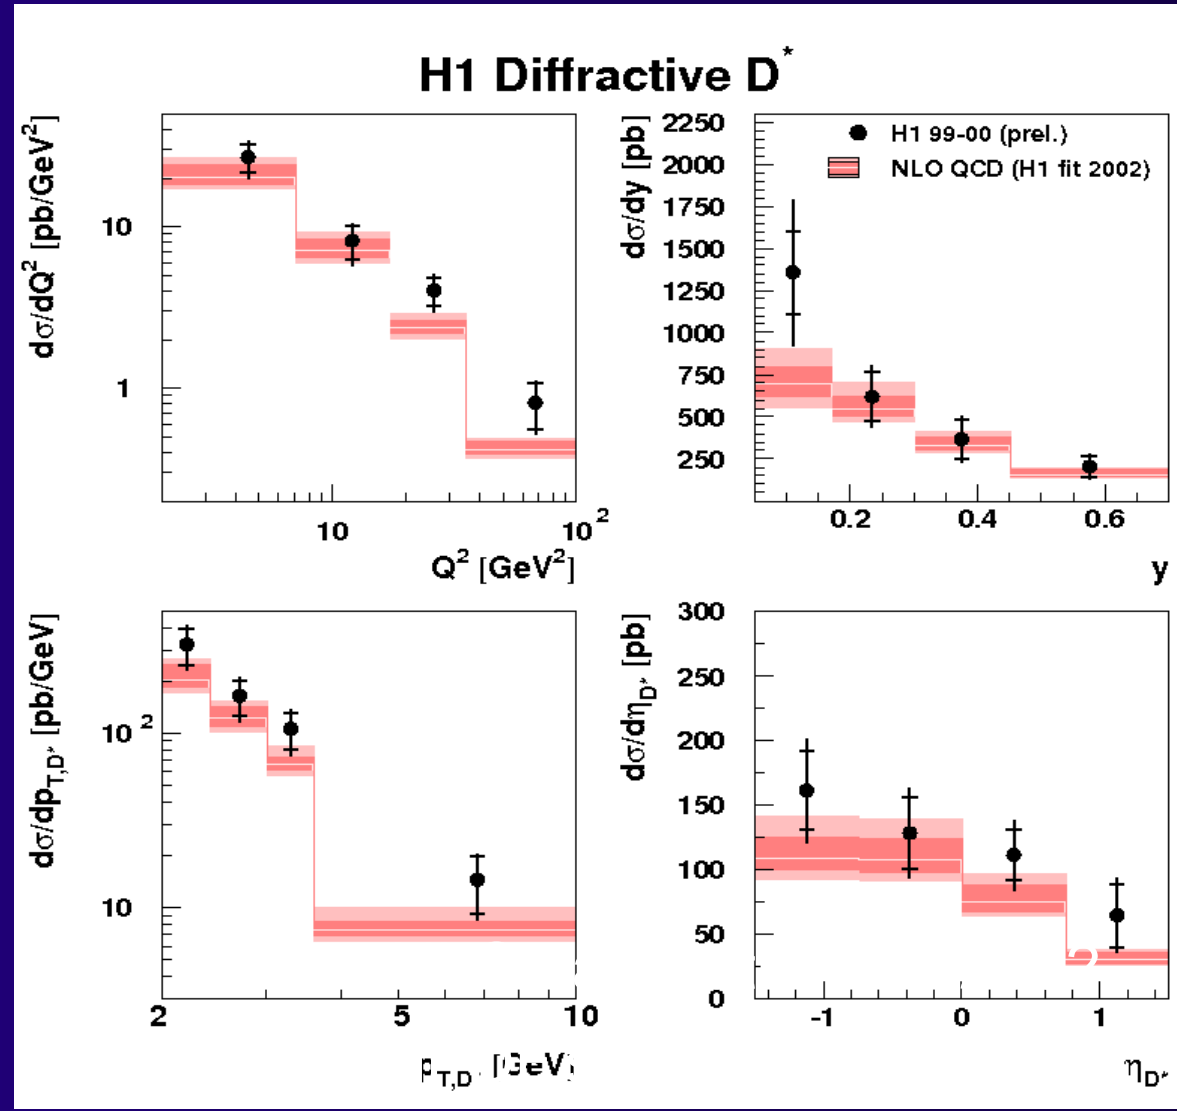 H1 Diffractive D*
dσ/dQ² [pb/GeV²]
10
1
10
10²
Q² [GeV²]
dσ/dy [pb]
2250
2000
1750
1500
1250
1000
750
500
250
H1 99-00 (prel.)
NLO QCD (H1 fit 2002)
0.2
0.4
0.6
y
dσ/dp_T,D* [pb/GeV]
10²
10
2
5
10
p_T,D [GeV]
dσ/dη_D* [pb]
300
250
200
150
100
50
0
-1
0
1
η_D*